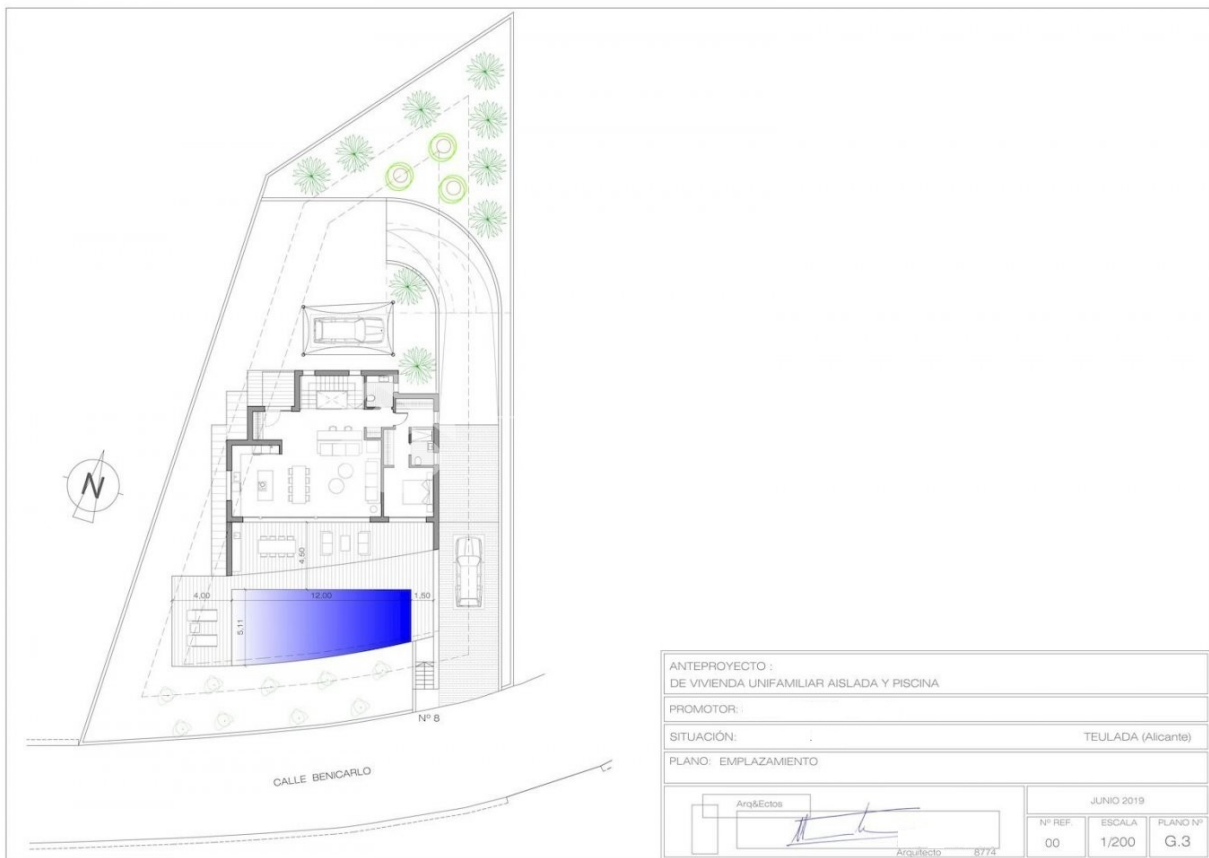 N
4.50
4.00
12.00
1.50
5.11
Nº 8
CALLE BENICARLO
ANTEPROYECTO :
DE VIVIENDA UNIFAMILIAR AISLADA Y PISCINA
PROMOTOR:
SITUACIÓN: . TEULADA (Alicante)
PLANO: EMPLAZAMIENTO
Arq&Ectos
Arquitecto 8774
JUNIO 2019
Nº REF. ESCALA PLANO Nº
00 1/200 G.3